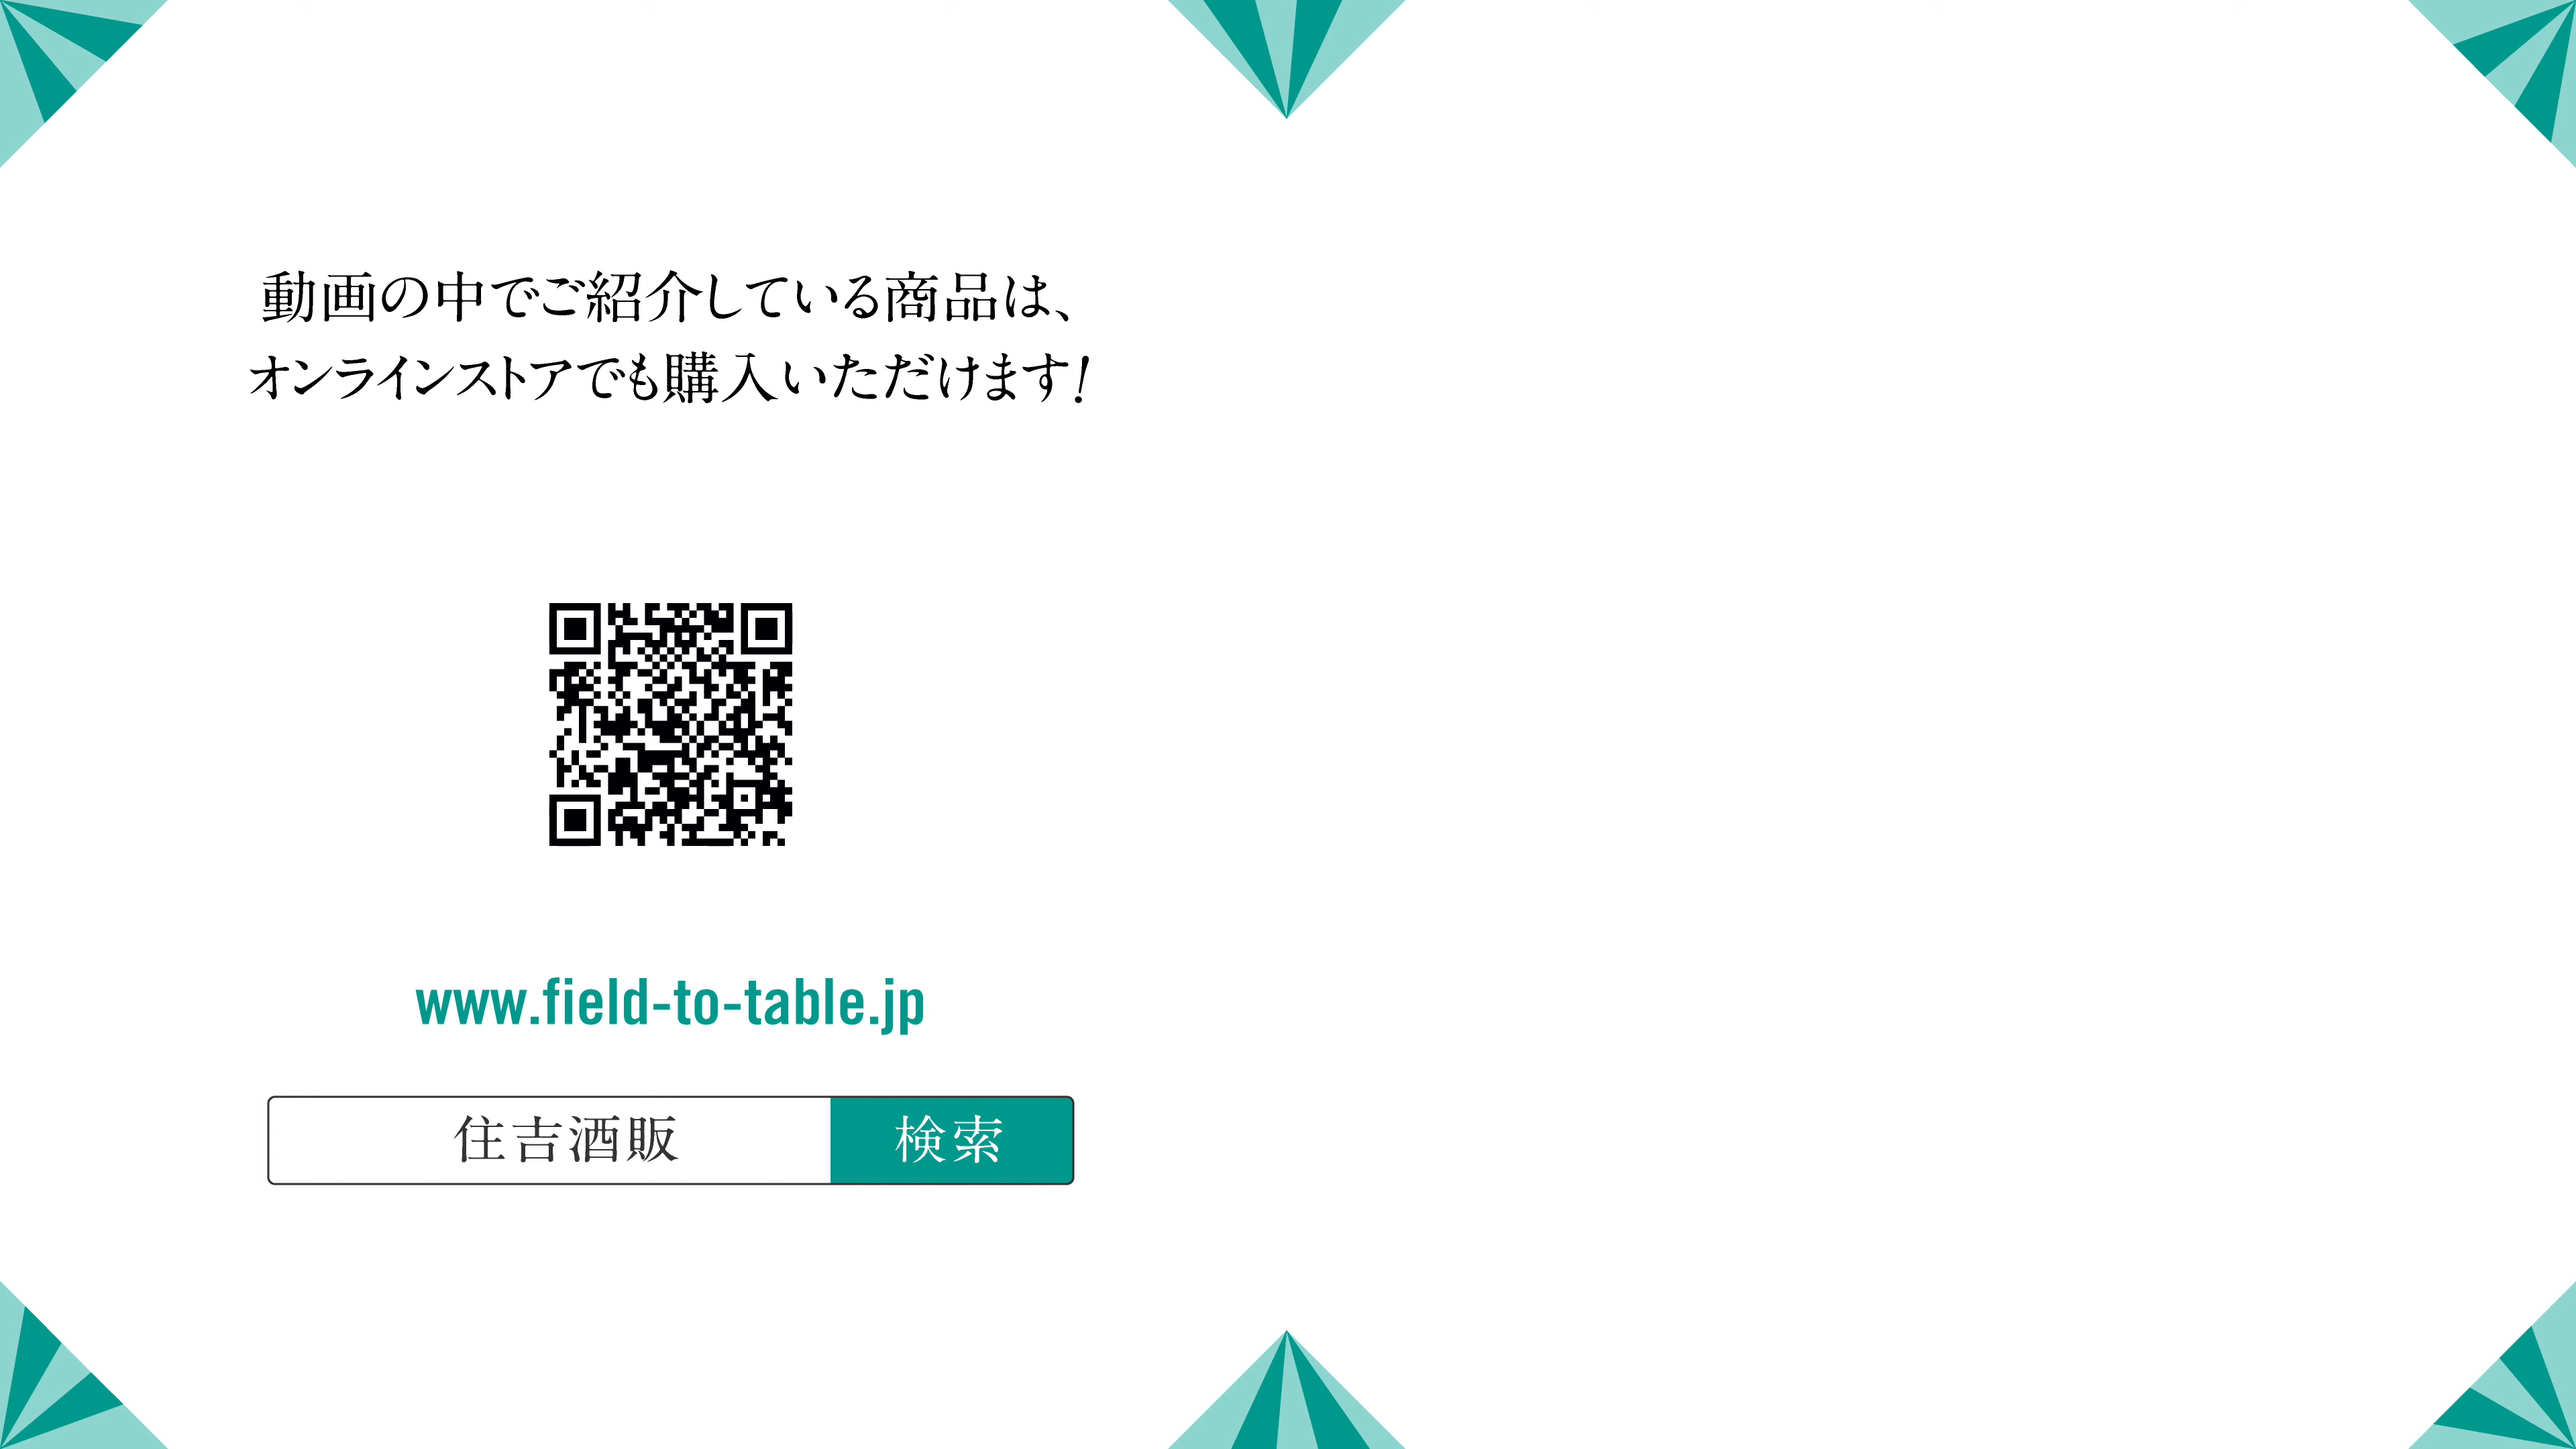 動画の中でご紹介している商品は、
オンラインストアでも購入いただけます！
www.field-to-table.jp
住吉酒販 検索